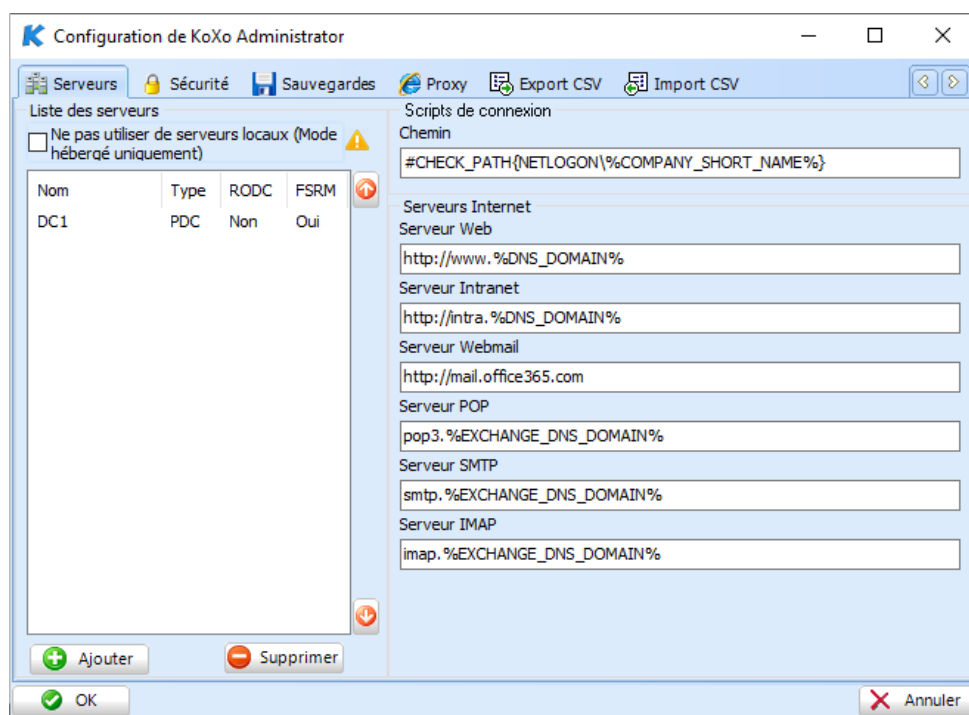 Configuration de KoXo Administrator
Serveurs Sécurité Sauvegardes Proxy Export CSV Import CSV
Liste des serveurs
Ne pas utiliser de serveurs locaux (Mode
hébergé uniquement)
Nom Type RODC FSRM
DC1 PDC Non Oui
Ajouter Supprimer
Scripts de connexion
Chemin
#CHECK_PATH{NETLOGON\%COMPANY_SHORT_NAME%}
Serveurs Internet
Serveur Web
http://www.%DNS_DOMAIN%
Serveur Intranet
http://intra.%DNS_DOMAIN%
Serveur Webmail
http://mail.office365.com
Serveur POP
pop3.%EXCHANGE_DNS_DOMAIN%
Serveur SMTP
smtp.%EXCHANGE_DNS_DOMAIN%
Serveur IMAP
imap.%EXCHANGE_DNS_DOMAIN%
OK Annuler